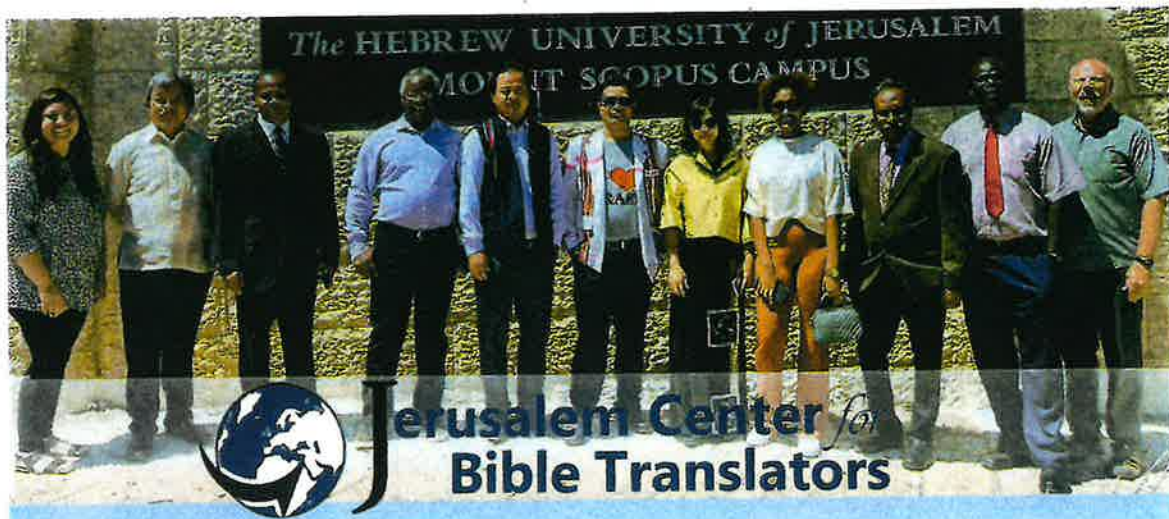 The HEBREW UNIVERSITY of JERUSALEM
MOUNT SCOPUS CAMPUS
Jerusalem Center for
Bible Translators